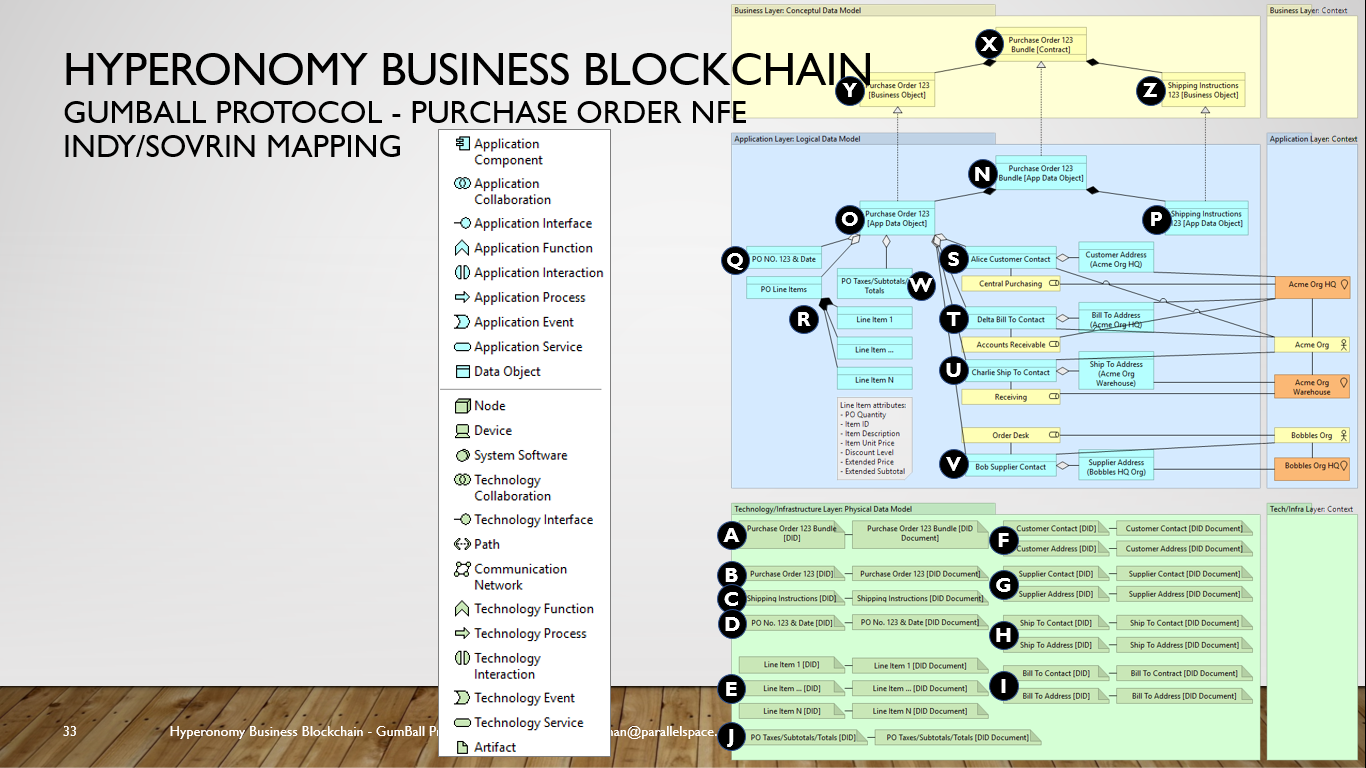 HYPERONOMY BUSINESS BLOCKCHAIN
GUMBALL PROTOCOL - PURCHASE ORDER NFE
INDY/SOVRIN MAPPING
Application
Component
Application
Collaboration
Application Interface
Application Function
Application Interaction
Application Process
Application Event
Application Service
Data Object
Node
Device
System Software
Technology
Collaboration
Technology Interface
Path
Communication
Network
Technology Function
Technology Process
Technology
Interaction
Technology Event
Technology Service
Artifact
33
Hyperonomy Business Blockchain - GumBall
@parallelspace.
Business Layer: Conceptul Data Model
Business Layer: Context
X
Purchase Order 123
Bundle [Contract]
Y
Purchase Order 123
[Business Object]
Z
Shipping Instructions
123 [Business Object]
Application Layer: Logical Data Model
Application Layer: Context
N
Purchase Order 123
Bundle [App Data Object]
O
Purchase Order 123
[App Data Object]
P
Shipping Instructions
123 [App Data Object]
Q
PO NO. 123 & Date
PO Line Items
PO Taxes/Subtotals/
Totals
W
R
Line Item 1
Line Item ...
Line Item N
Line Item attributes:
- PO Quantity
- Item ID
- Item Description
- Item Unit Price
- Discount Level
- Extended Price
- Extended Subtotal
S
Alice Customer Contact
Customer Address
(Acme Org HQ)
Central Purchasing
Acme Org HQ
T
Delta Bill To Contact
Bill To Address
(Acme Org HQ)
Accounts Receivable
Acme Org
U
Charlie Ship To Contact
Ship To Address
(Acme Org
Warehouse)
Receiving
Acme Org
Warehouse
Order Desk
Bobbles Org
V
Bob Supplier Contact
Supplier Address
(Bobbles HQ Org)
Bobbles Org HQ
Technology/Infrastructure Layer: Physical Data Model
Tech/Infra Layer: Context
A
Purchase Order 123 Bundle
[DID]
Purchase Order 123 Bundle [DID
Document]
B
Purchase Order 123 [DID]
Purchase Order 123 [DID Document]
C
Shipping Instructions [DID]
Shipping Instructions [DID Document]
D
PO No. 123 & Date [DID]
PO No. 123 & Date [DID Document]
E
Line Item 1 [DID]
Line Item 1 [DID Document]
Line Item ... [DID]
Line Item ... [DID Document]
Line Item N [DID]
Line Item N [DID Document]
J
PO Taxes/Subtotals/Totals [DID]
PO Taxes/Subtotals/Totals [DID Document]
F
Customer Contact [DID]
Customer Contact [DID Document]
Customer Address [DID]
Customer Address [DID Document]
G
Supplier Contact [DID]
Supplier Contact [DID Document]
Supplier Address [DID]
Supplier Address [DID Document]
H
Ship To Contact [DID]
Ship To Contact [DID Document]
Ship To Address [DID]
Ship To Address [DID Document]
I
Bill To Contact [DID]
Bill To Contract [DID Document]
Bill To Address [DID]
Bill To Address [DID Document]